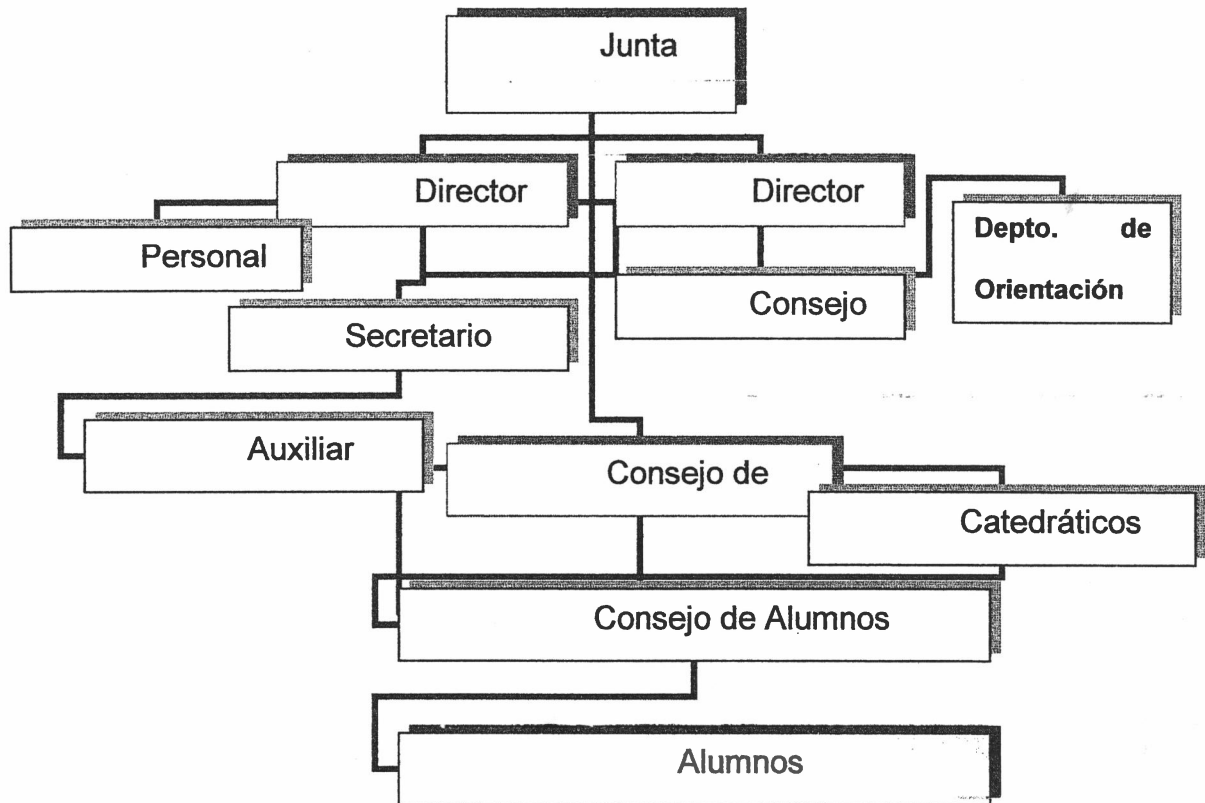 Junta
Director
Director
Personal
Depto. de
Orientación
Consejo
Secretario
Auxiliar
Consejo de
Catedráticos
Consejo de Alumnos
Alumnos